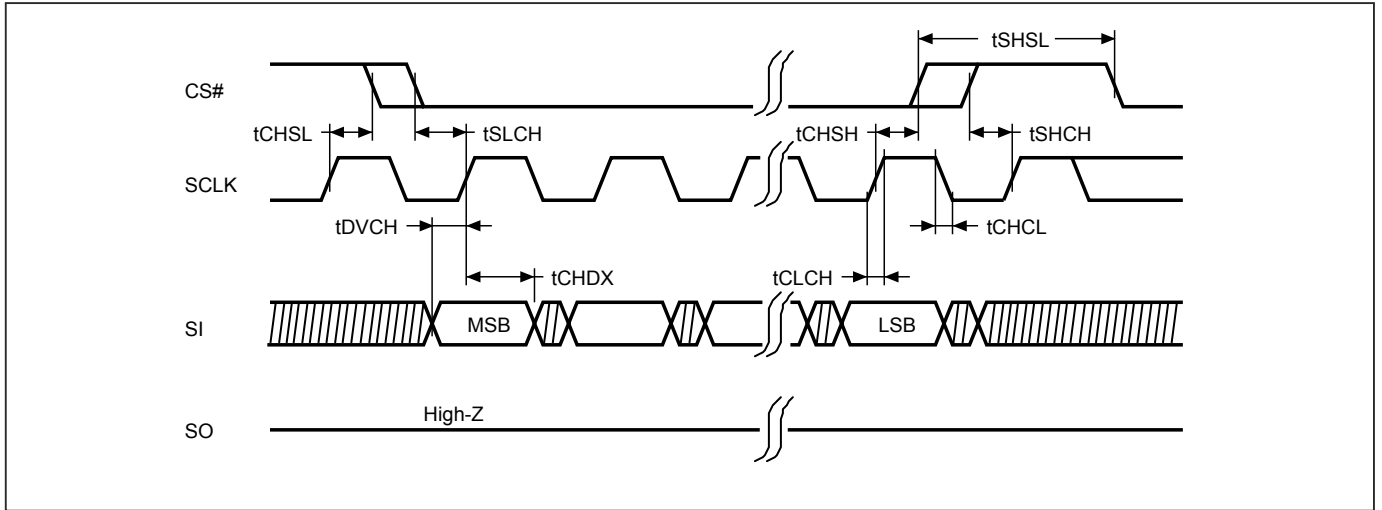 tSHSL
CS#
tCHSL
tSLCH
tCHSH
tSHCH
SCLK
tDVCH
tCHCL
tCHDX
tCLCH
SI
MSB
LSB
High-Z
SO